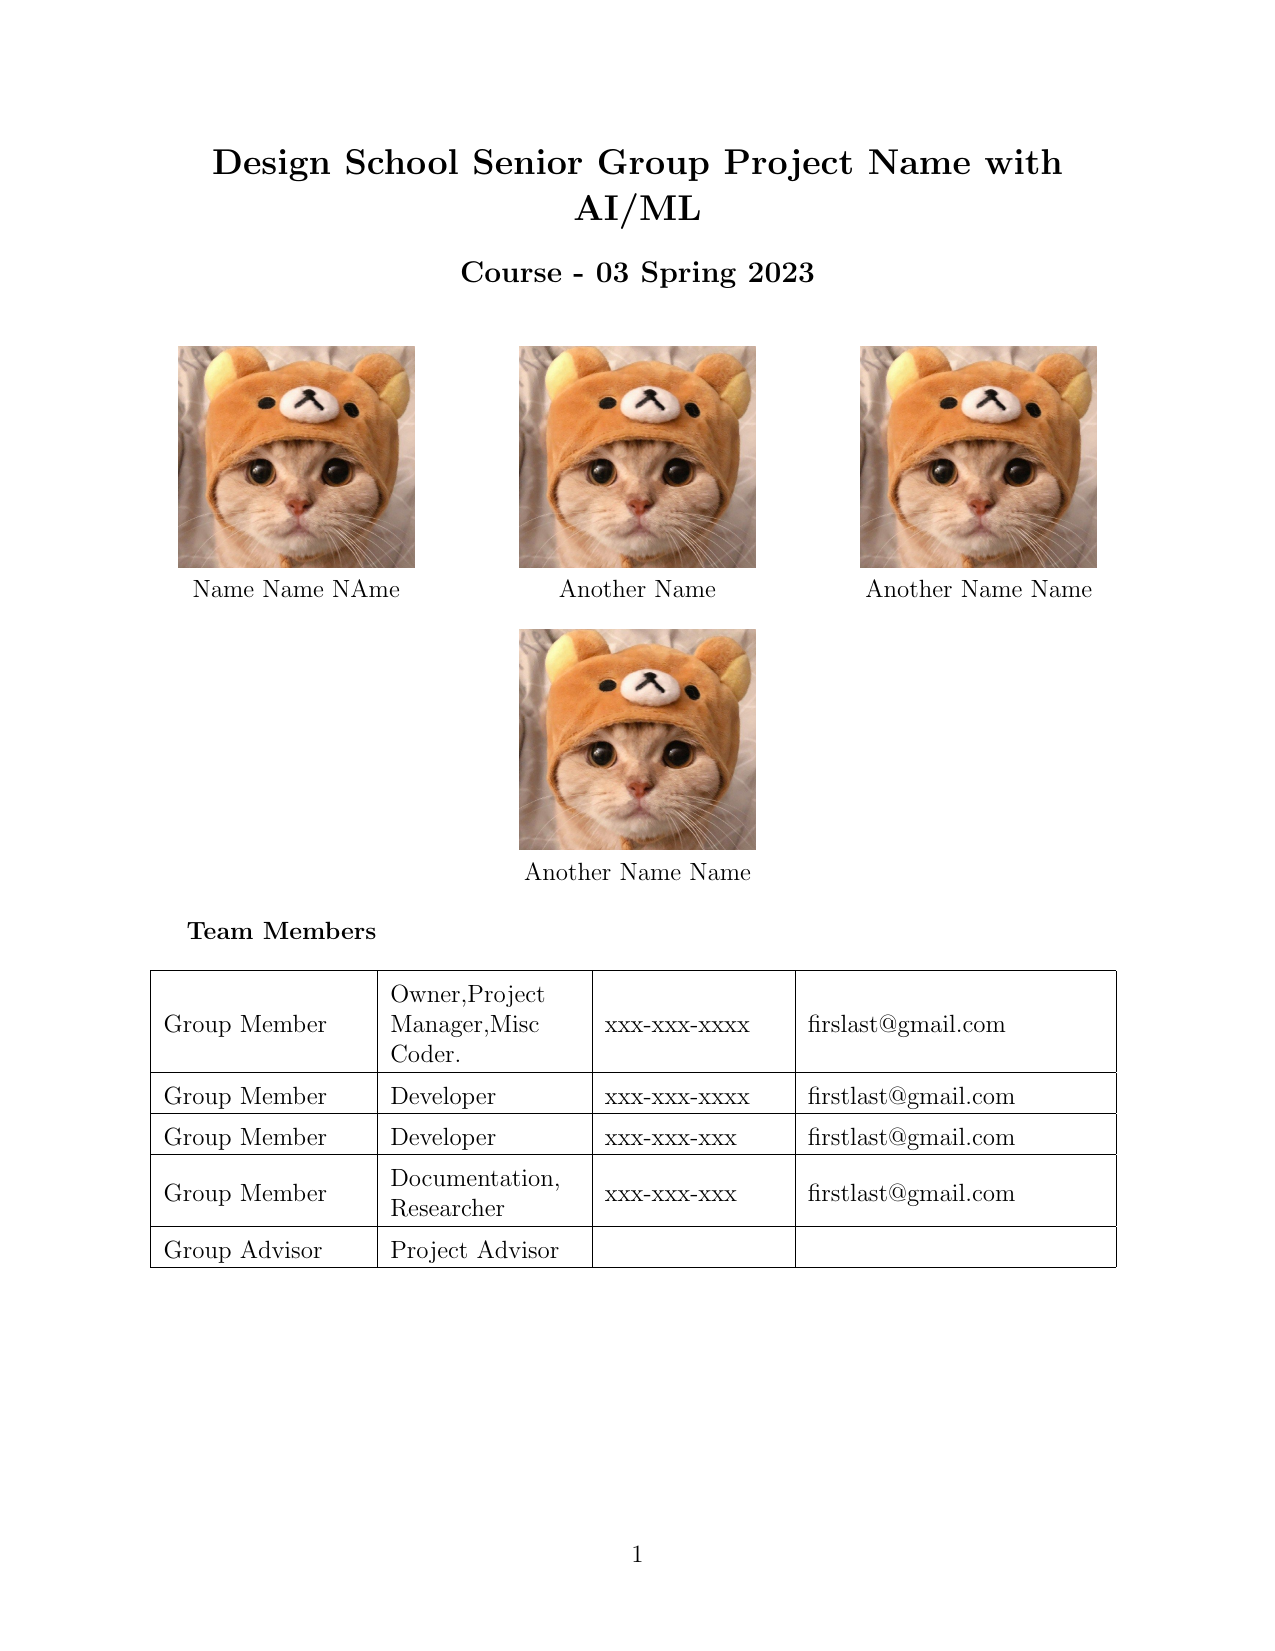 Design School Senior Group Project Name with
AI/ML
Course - 03 Spring 2023
Name Name NAme
Another Name
Another Name Name
Another Name Name
Team Members
Group Member
Owner,Project
Manager,Misc
Coder.
xxx-xxx-xxxx
firslast@gmail.com
Group Member
Developer
xxx-xxx-xxxx
firstlast@gmail.com
Group Member
Developer
xxx-xxx-xxx
firstlast@gmail.com
Group Member
Documentation,
Researcher
xxx-xxx-xxx
firstlast@gmail.com
Group Advisor
Project Advisor
1